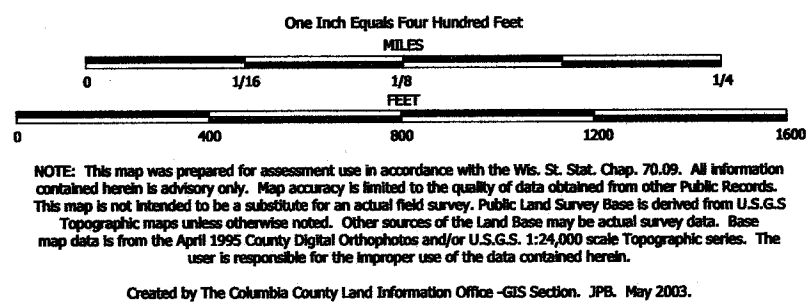 One Inch Equals Four Hundred Feet
MILES
0 1/16 1/8 1/4
FEET
0 400 800 1200 1600
NOTE: This map was prepared for assessment use in accordance with the Wis. St. Stat. Chap. 70.09. All information
contained herein is advisory only. Map accuracy is limited to the quality of data obtained from other Public Records.
This map is not intended to be a substitute for an actual field survey. Public Land Survey Base is derived from U.S.G.S
Topographic maps unless otherwise noted. Other sources of the Land Base may be actual survey data. Base
map data is from the April 1995 County Digital Orthophotos and/or U.S.G.S. 1:24,000 scale Topographic series. The
user is responsible for the improper use of the data contained herein.
Created by The Columbia County Land Information Office -GIS Section. JPB. May 2003.